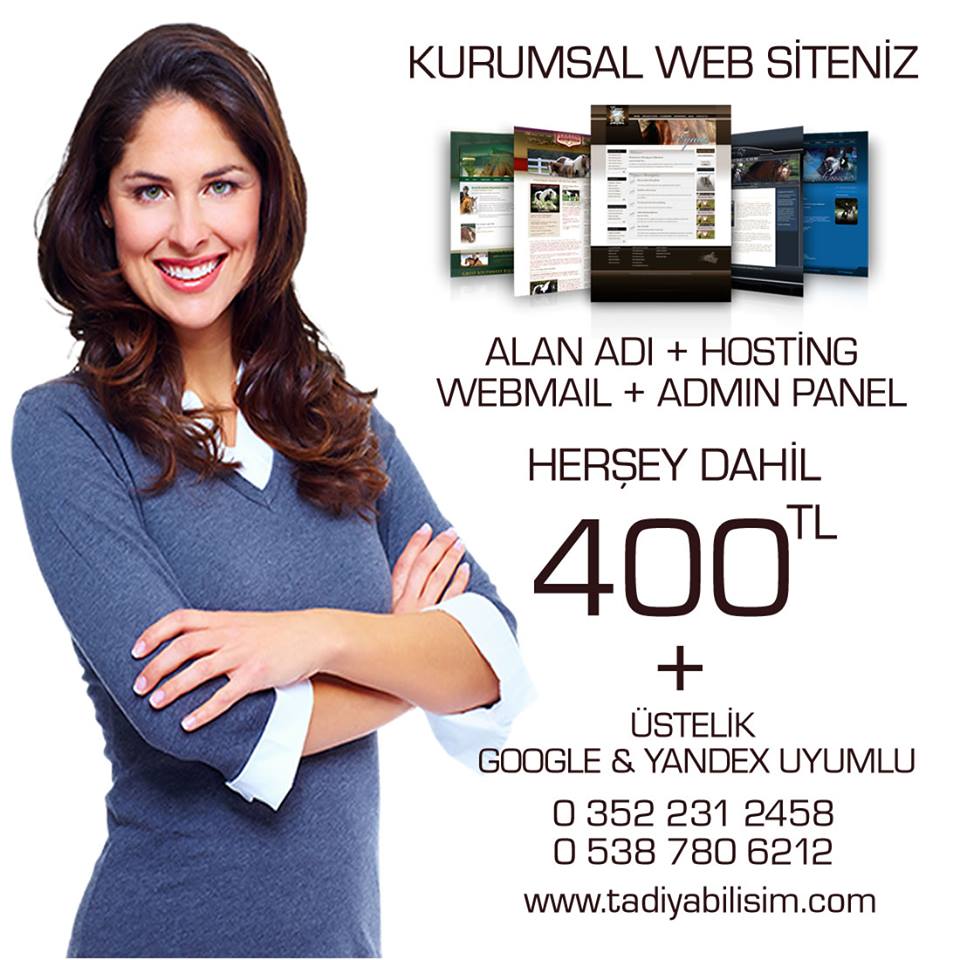 KURUMSAL WEB SİTENİZ
ALAN ADI + HOSTİNG
WEBMAIL + ADMIN PANEL
HERŞEY DAHİL
400TL
+
ÜSTELİK
GOOGLE & YANDEX UYUMLU
0 352 231 2458
0 538 780 6212
www.tadiyabilisim.com